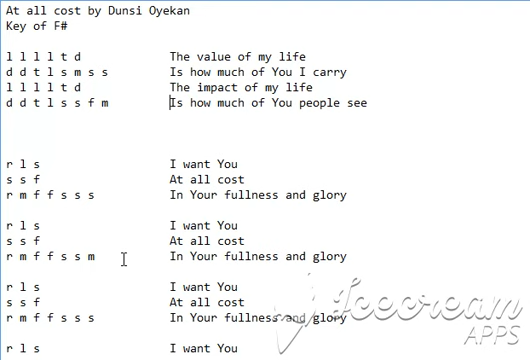 At all cost by Dunsi Oyekan
Key of F#
l l l l t d The value of my life
d d t l s m s s Is how much of You I carry
l l l l t d The impact of my life
d d t l s s f m Is how much of You people see
r l s I want You
s s f At all cost
r m f f s s s In Your fullness and glory
r l s I want You
s s f At all cost
r m f f s s m In Your fullness and glory
r l s I want You
s s f At all cost
r m f f s s s In Your fullness and glory
r l s I want You
Icecream
APPS